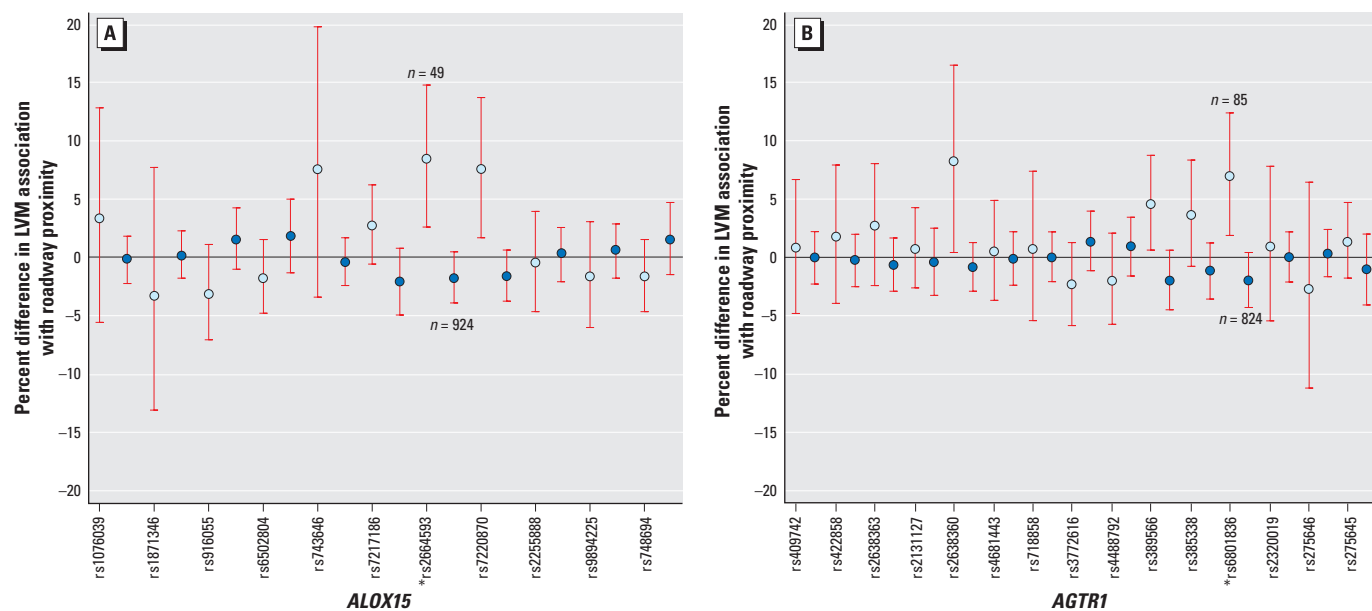 A
Percent difference in LVM association
with roadway proximity
20
15
10
5
0
–5
–10
–15
–20
n = 49
n = 924
rs1076039
rs1871346
rs916055
rs6502804
rs743646
rs7217186
*rs2664593
rs7220870
rs2255888
rs9894225
rs748694
ALOX15
B
Percent difference in LVM association
with roadway proximity
20
15
10
5
0
–5
–10
–15
–20
n = 85
n = 824
rs409742
rs422858
rs2638363
rs2131127
rs2638360
rs4681443
rs718858
rs3772616
rs4488792
rs389566
rs385338
*rs6801836
rs2320019
rs275646
rs275645
AGTR1